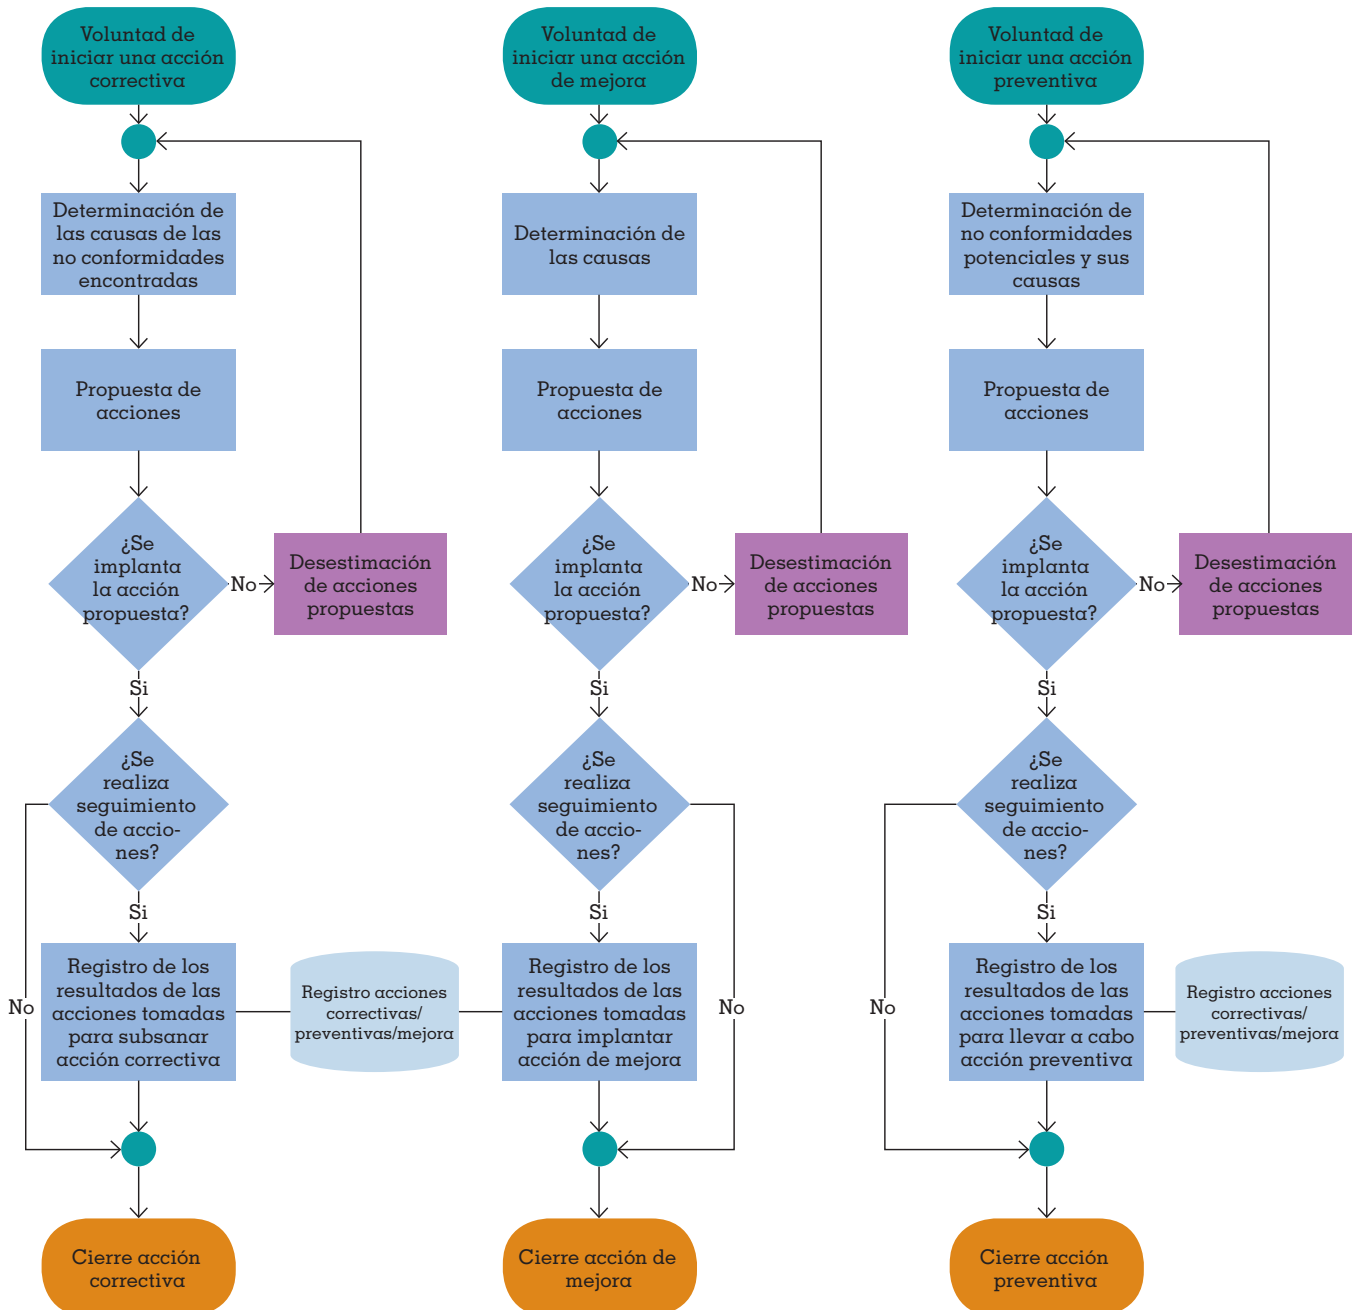 Voluntad de
iniciar una acción
correctiva
Determinación de
las causas de las
no conformidades
encontradas
Propuesta de
acciones
¿Se
implanta
la acción
propuesta?
No
Desestimación
de acciones
propuestas
Si
¿Se
realiza
seguimiento
de accio-
nes?
Si
No
Registro de los
resultados de las
acciones tomadas
para subsanar
acción correctiva
Registro acciones
correctivas/
preventivas/mejora
Cierre acción
correctiva
Voluntad de
iniciar una acción
de mejora
Determinación de
las causas
Propuesta de
acciones
¿Se
implanta
la acción
propuesta?
No
Desestimación
de acciones
propuestas
Si
¿Se
realiza
seguimiento
de accio-
nes?
Si
No
Registro de los
resultados de las
acciones tomadas
para implantar
acción de mejora
Cierre acción de
mejora
Voluntad de
iniciar una acción
preventiva
Determinación de
no conformidades
potenciales y sus
causas
Propuesta de
acciones
¿Se
implanta
la acción
propuesta?
No
Desestimación
de acciones
propuestas
Si
¿Se
realiza
seguimiento
de accio-
nes?
Si
No
Registro de los
resultados de las
acciones tomadas
para llevar a cabo
acción preventiva
Registro acciones
correctivas/
preventivas/mejora
Cierre acción
preventiva